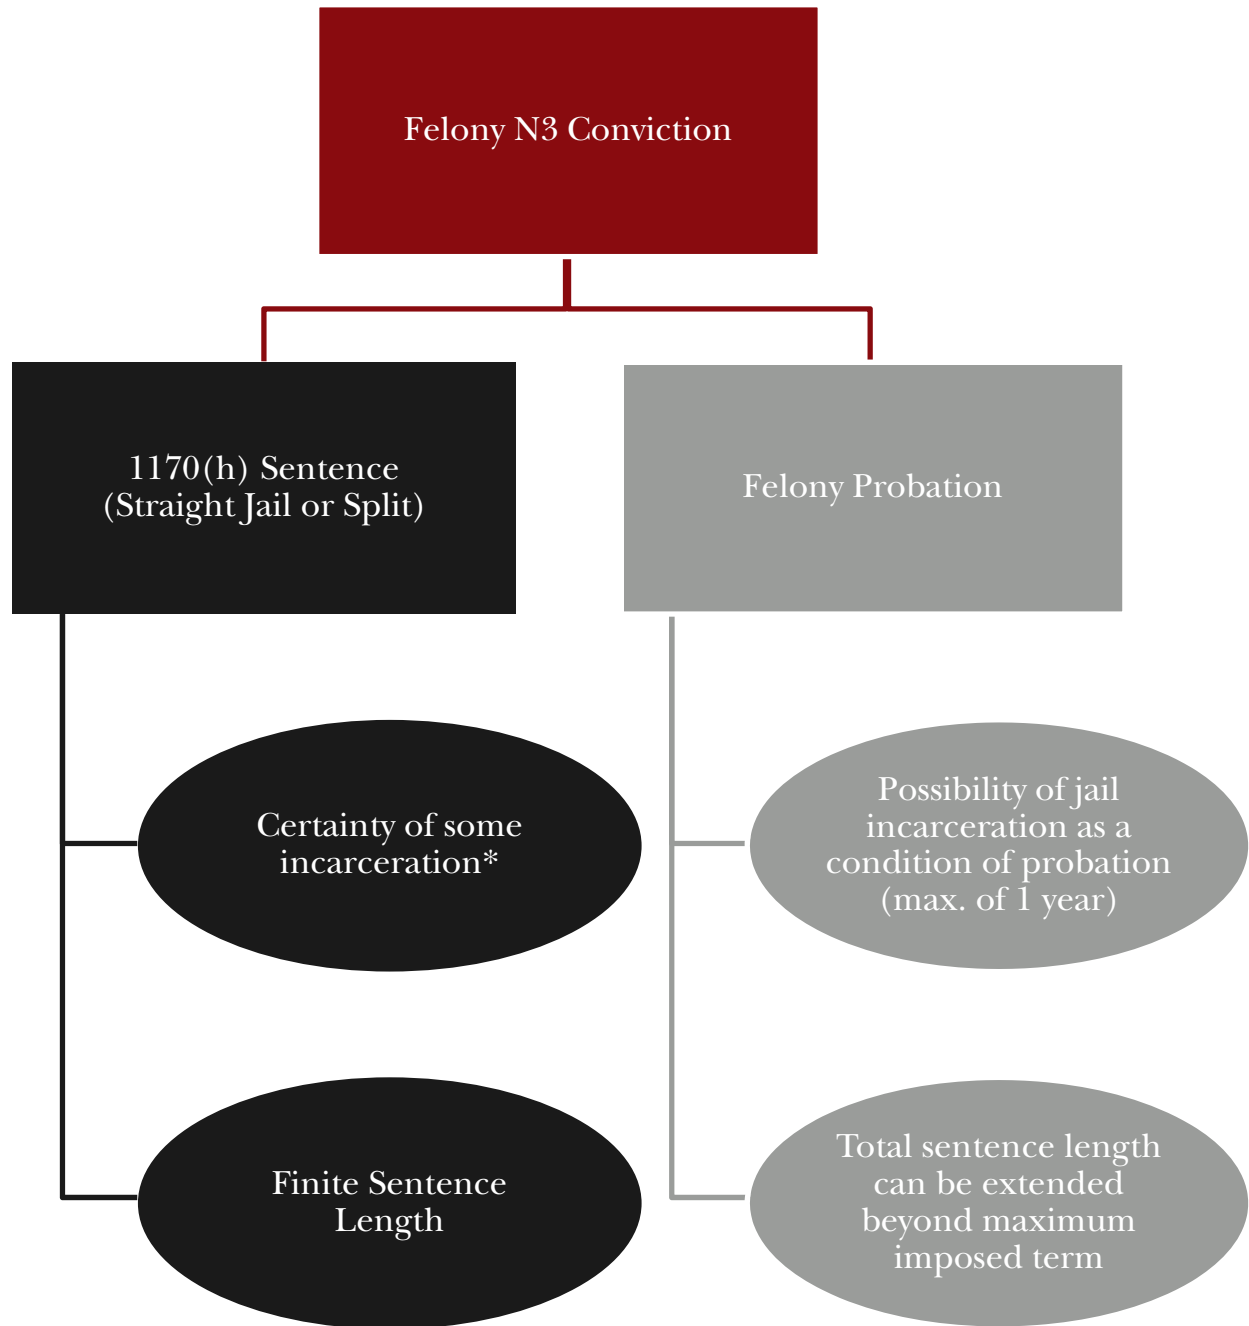 Felony N3 Conviction
1170(h) Sentence
(Straight Jail or Split)
Felony Probation
Certainty of some
incarceration*
Possibility of jail
incarceration as a
condition of probation
(max. of 1 year)
Finite Sentence
Length
Total sentence length
can be extended
beyond maximum
imposed term